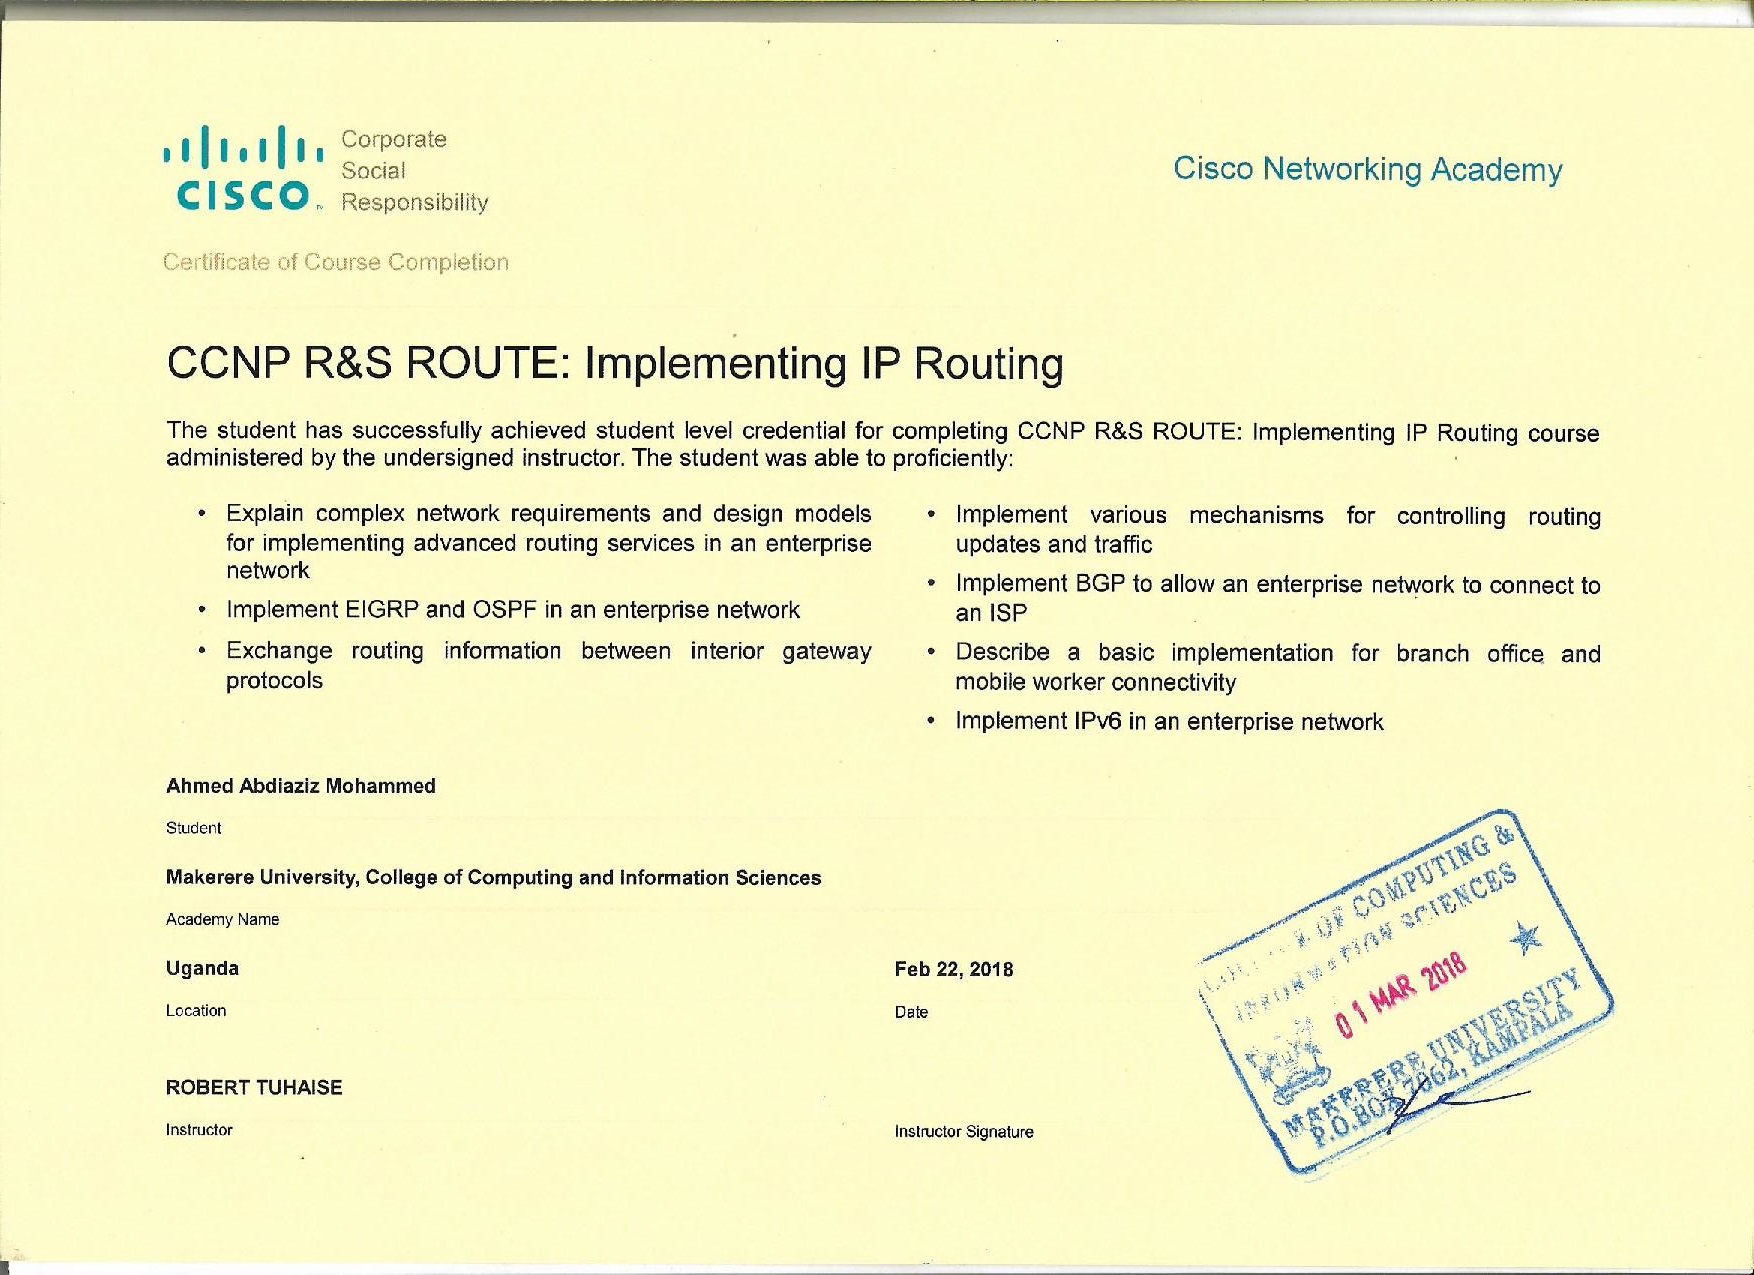 Corporate
Social
Responsibility
CISCO
Cisco Networking Academy
Certificate of Course Completion
CCNP R&S ROUTE: Implementing IP Routing
The student has successfully achieved student level credential for completing CCNP R&S ROUTE: Implementing IP Routing course
administered by the undersigned instructor. The student was able to proficiently:
• Explain complex network requirements and design models
for implementing advanced routing services in an enterprise
network
• Implement EIGRP and OSPF in an enterprise network
• Exchange routing information between interior gateway
protocols
• Implement various mechanisms for controlling routing
updates and traffic
• Implement BGP to allow an enterprise network to connect to
an ISP
• Describe a basic implementation for branch office and
mobile worker connectivity
• Implement IPv6 in an enterprise network
Ahmed Abdiaziz Mohammed
Student
Makerere University, College of Computing and Information Sciences
Academy Name
Uganda
Location
Feb 22, 2018
Date
ROBERT TUHAISE
Instructor
Instructor Signature
OF COMPUTING &
SCIENCES
01 MAR 2018
MAKERERE UNIVERSITY
P.O.BOX 7062, KAMPALA